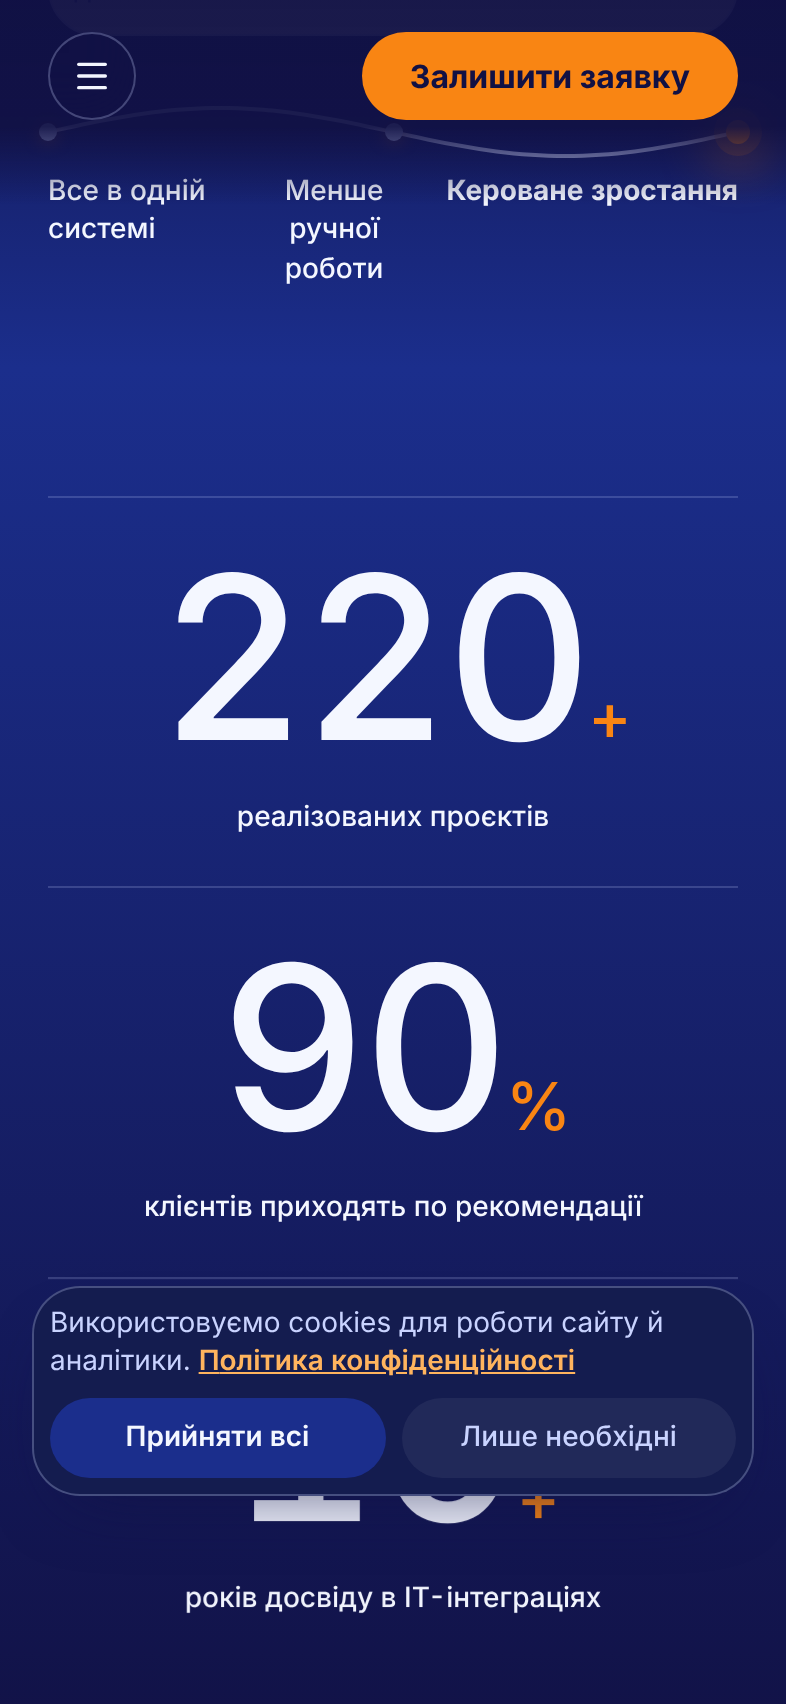 Залишити заявку
Все в одній
системі
Менше
ручної
роботи
Кероване зростання
220+
реалізованих проєктів
90%
клієнтів приходять по рекомендації
Використовуємо cookies для роботи сайту й
аналітики. Політика конфіденційності
Прийняти всі
Лише необхідні
+
років досвіду в ІТ-інтеграціях